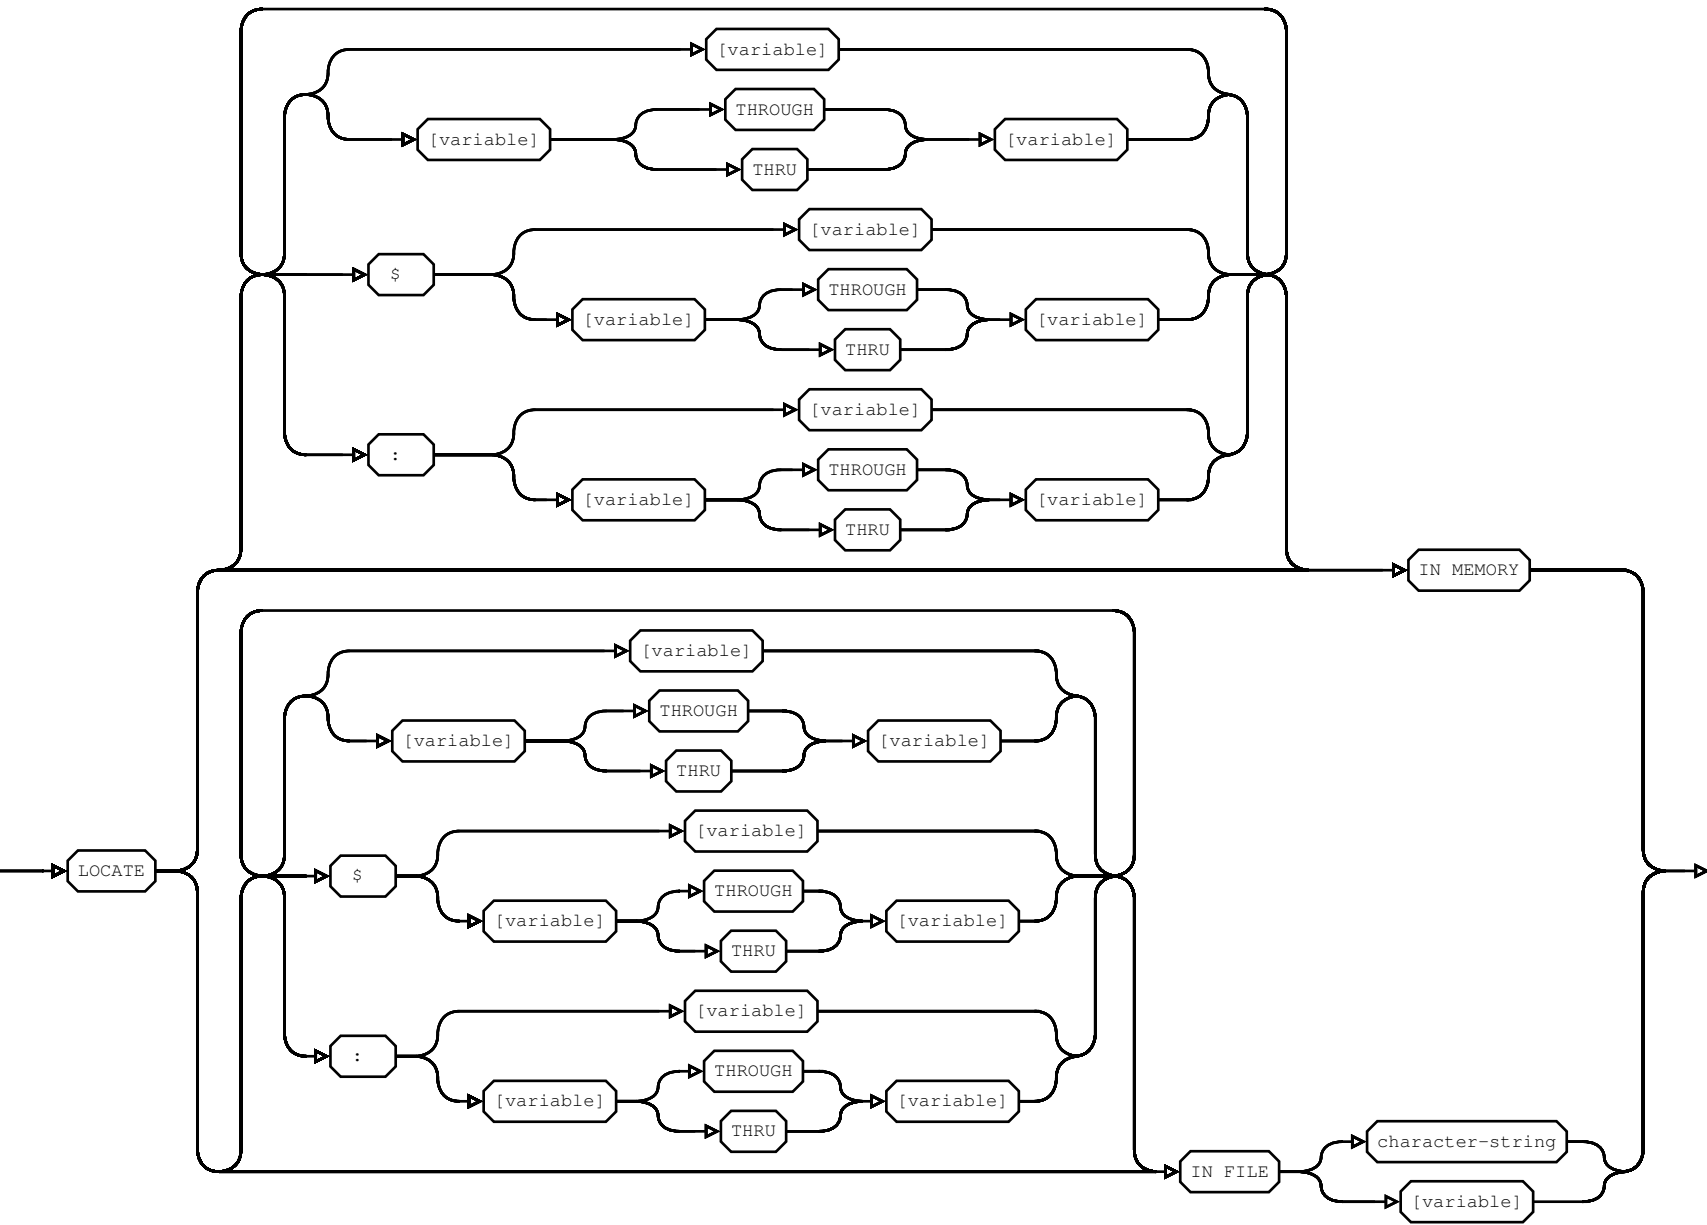 [variable]
THROUGH
[variable] [variable]
THRU
[variable]
$
THROUGH
[variable] [variable]
THRU
[variable]
:
THROUGH
[variable] [variable]
THRU
IN MEMORY
[variable]
THROUGH
[variable] [variable]
THRU
[variable]
LOCATE $
THROUGH
[variable] [variable]
THRU
[variable]
:
THROUGH
[variable] [variable]
THRU
character-string
IN FILE
[variable]